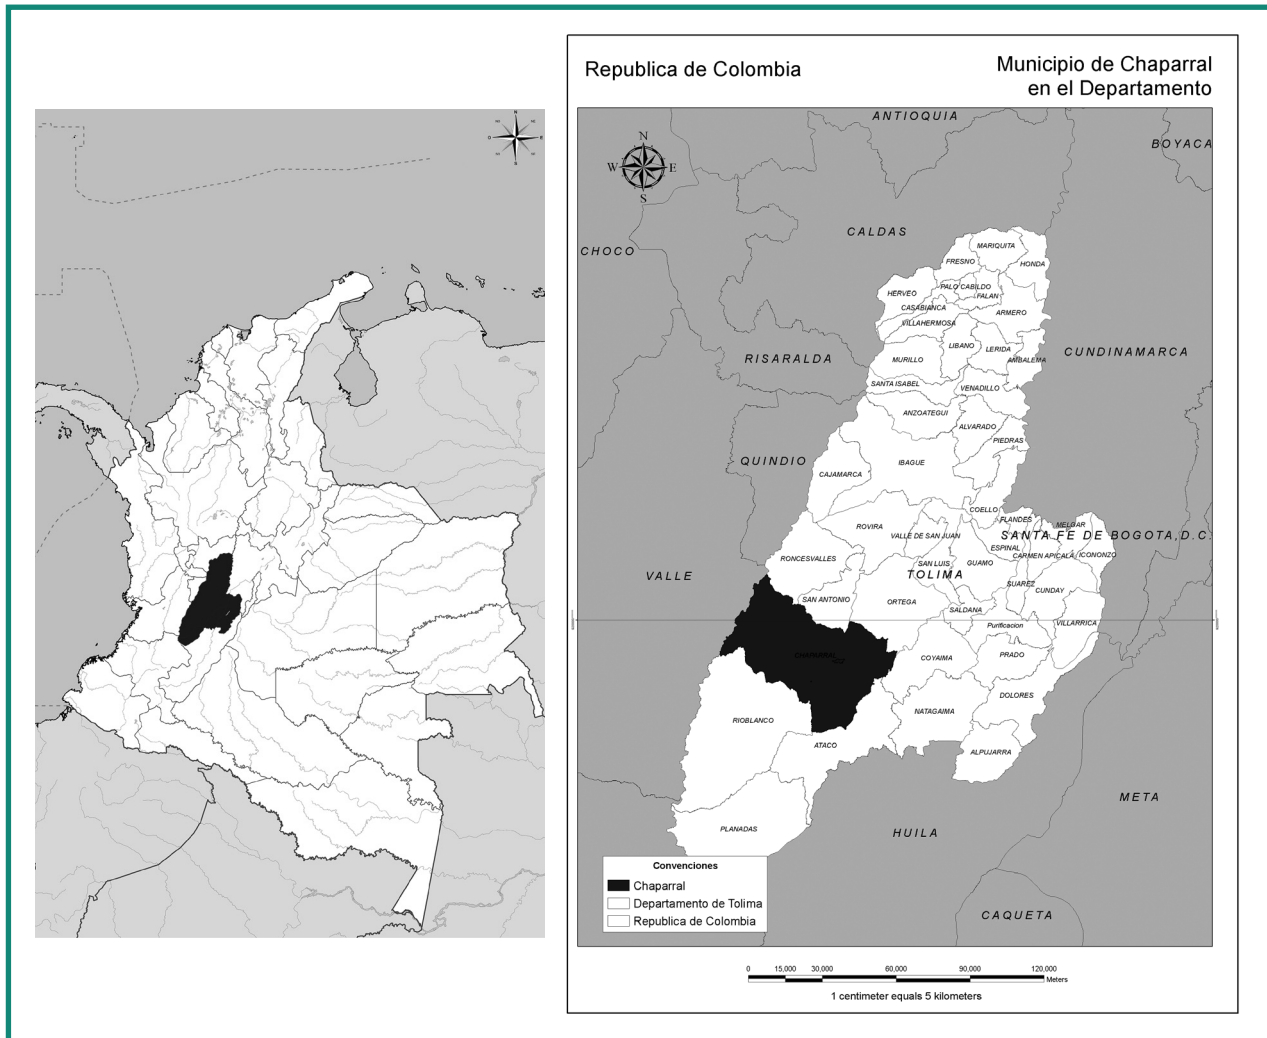 Republica de Colombia
Municipio de Chaparral
en el Departamento
N
W E
S
ANTIOQUIA
BOYACA
CALDAS
CHOCO
MARIQUITA
FRESNO
HONDA
PALO CABILDO
HERVEO
FALAN
CASABIANCA
ARMERO
VILLAHERMOSA
LIBANO
LERIDA
CUNDINAMARCA
RISARALDA
MURILLO
AMBALEMA
SANTA ISABEL
VENADILLO
ANZOATEGUI
ALVARADO
PIEDRAS
QUINDIO
IBAGUE
CAJAMARCA
COELLO
FLANDES
ROVIRA
MELGAR
VALLE DE SAN JUAN
SANTA FE DE BOGOTA,D.C.
ESPINAL
CARMEN APICALA
ICONONZO
RONCESVALLES
SAN LUIS
GUAMO
VALLE
TOLIMA
SUAREZ
CUNDAY
SAN ANTONIO
ORTEGA
SALDANA
Purificacion
VILLARRICA
CHAPARRAL
COYAIMA
PRADO
DOLORES
NATAGAIMA
RIOBLANCO
ATACO
ALPUJARRA
META
PLANADAS
HUILA
CAQUETA
Convenciones
Chaparral
Departamento de Tolima
Republica de Colombia
0 15,000 30,000 60,000 90,000 120,000
Meters
1 centimeter equals 5 kilometers